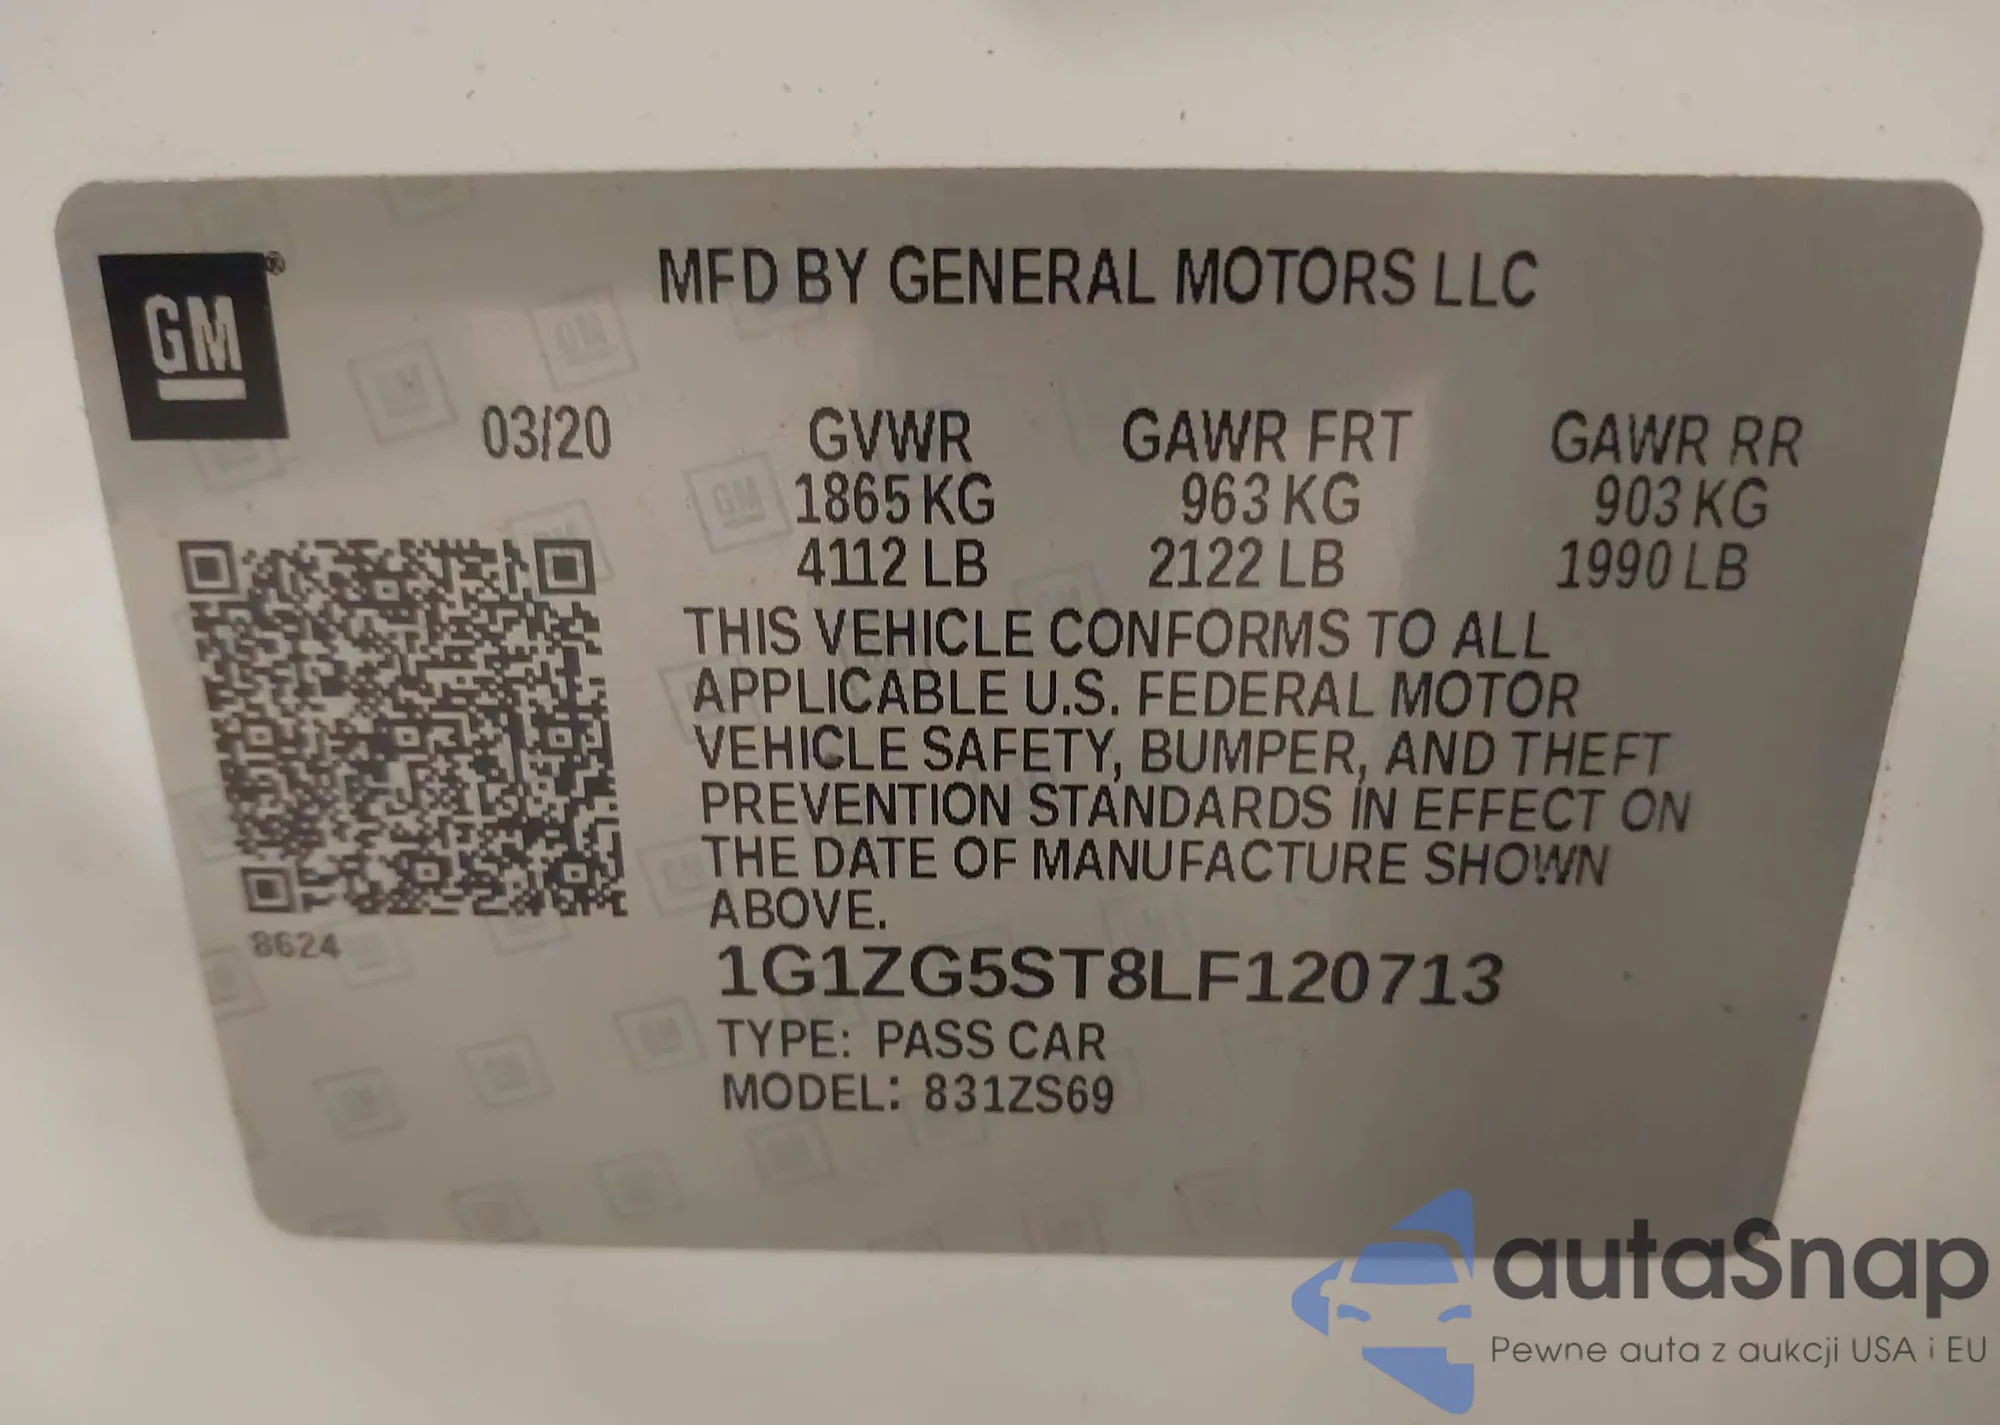 GM®
MFD BY GENERAL MOTORS LLC
03/20 GVWR GAWR FRT GAWR RR
1865 KG 963 KG 903 KG
4112 LB 2122 LB 1990 LB
THIS VEHICLE CONFORMS TO ALL
APPLICABLE U.S. FEDERAL MOTOR
VEHICLE SAFETY, BUMPER, AND THEFT
PREVENTION STANDARDS IN EFFECT ON
THE DATE OF MANUFACTURE SHOWN
ABOVE.
8624
1G1ZG5ST8LF120713
TYPE: PASS CAR
MODEL: 831ZS69
autaSnap
Pewne auta z aukcji USA i EU